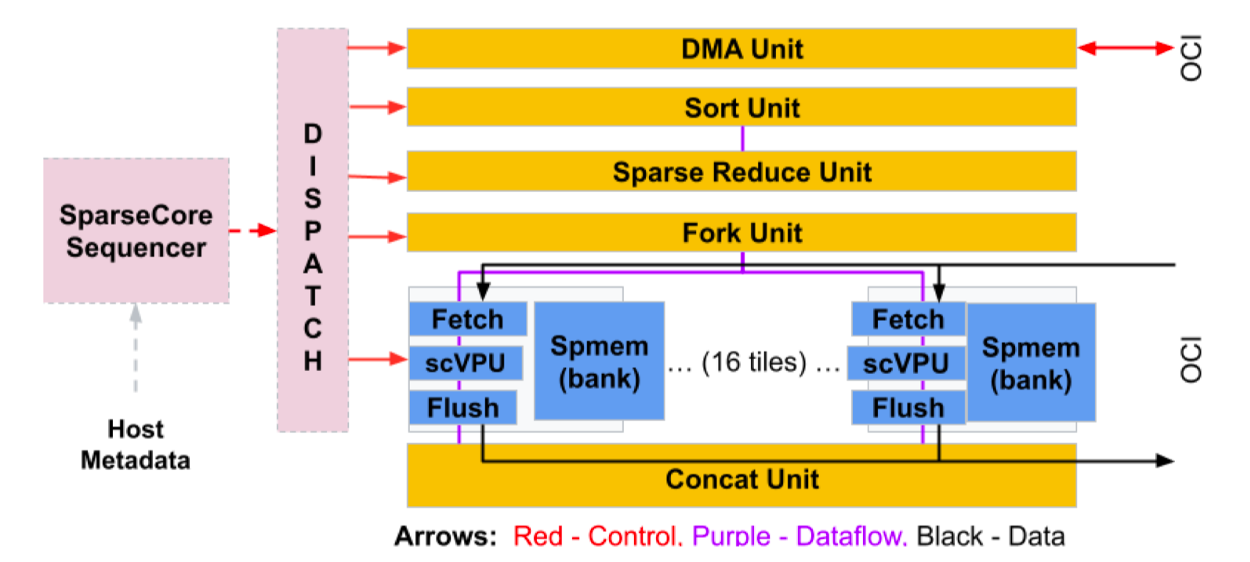 DMA Unit
OCI
Sort Unit
DISPATCH
Sparse Reduce Unit
SparseCore
Sequencer
Fork Unit
Fetch
scVPU
Flush
Spmem
(bank)
... (16 tiles) ...
Fetch
scVPU
Flush
Spmem
(bank)
OCI
Host
Metadata
Concat Unit
Arrows: Red - Control, Purple - Dataflow, Black - Data